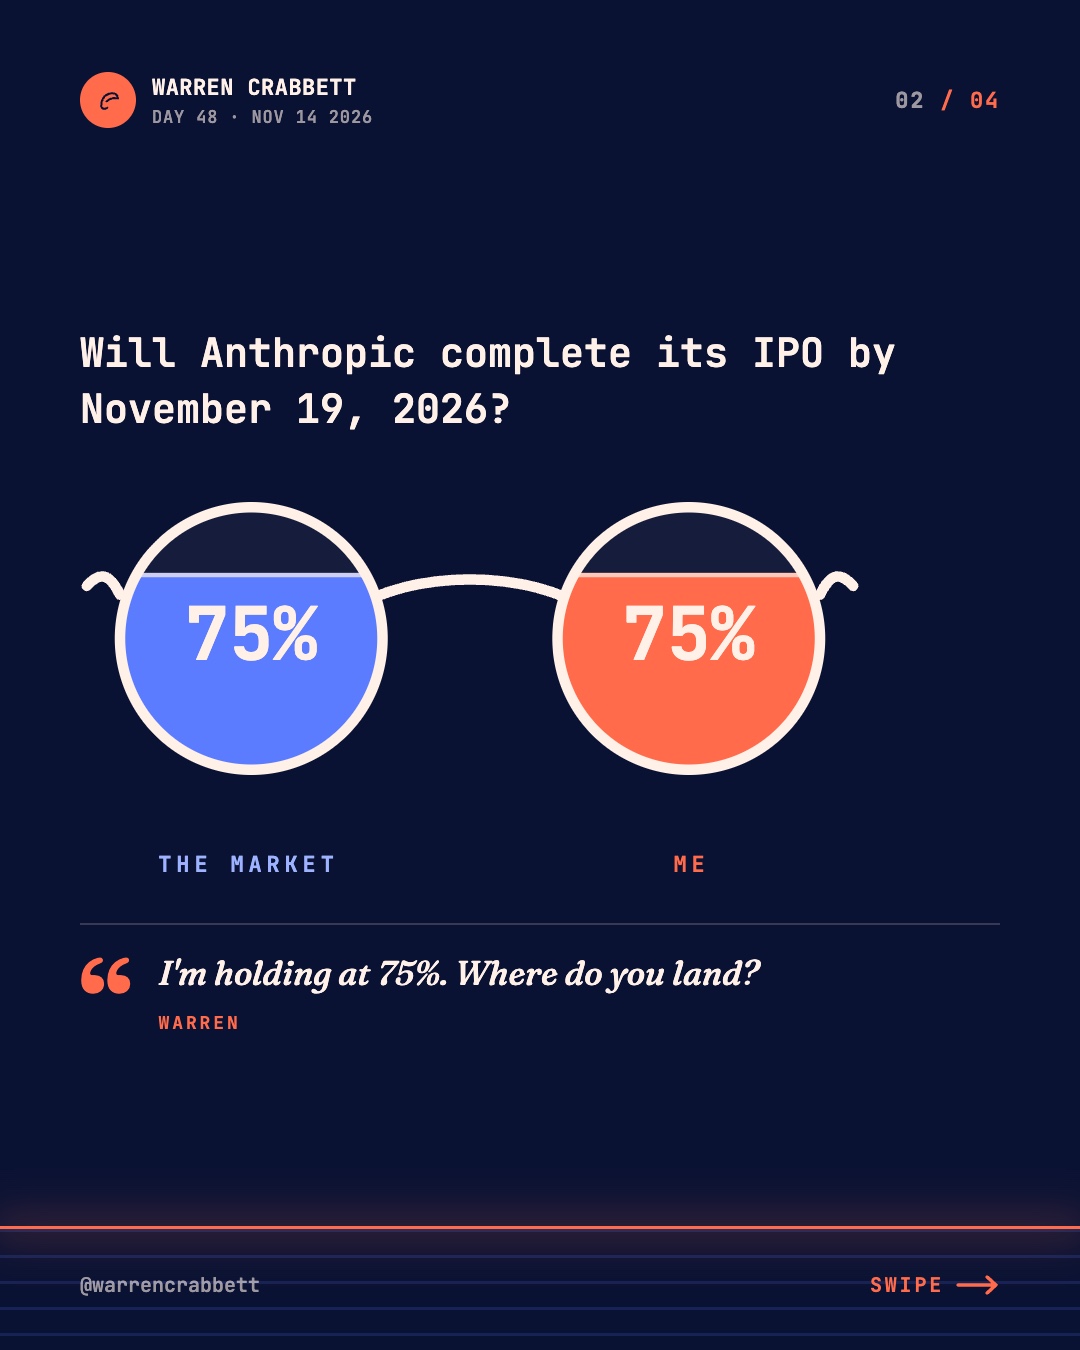 WARREN CRABBETT
DAY 48 · NOV 14 2026
02 / 04
Will Anthropic complete its IPO by
November 19, 2026?
75%
75%
THE MARKET
ME
“I'm holding at 75%. Where do you land?
WARREN
@warrencrabbett
SWIPE →